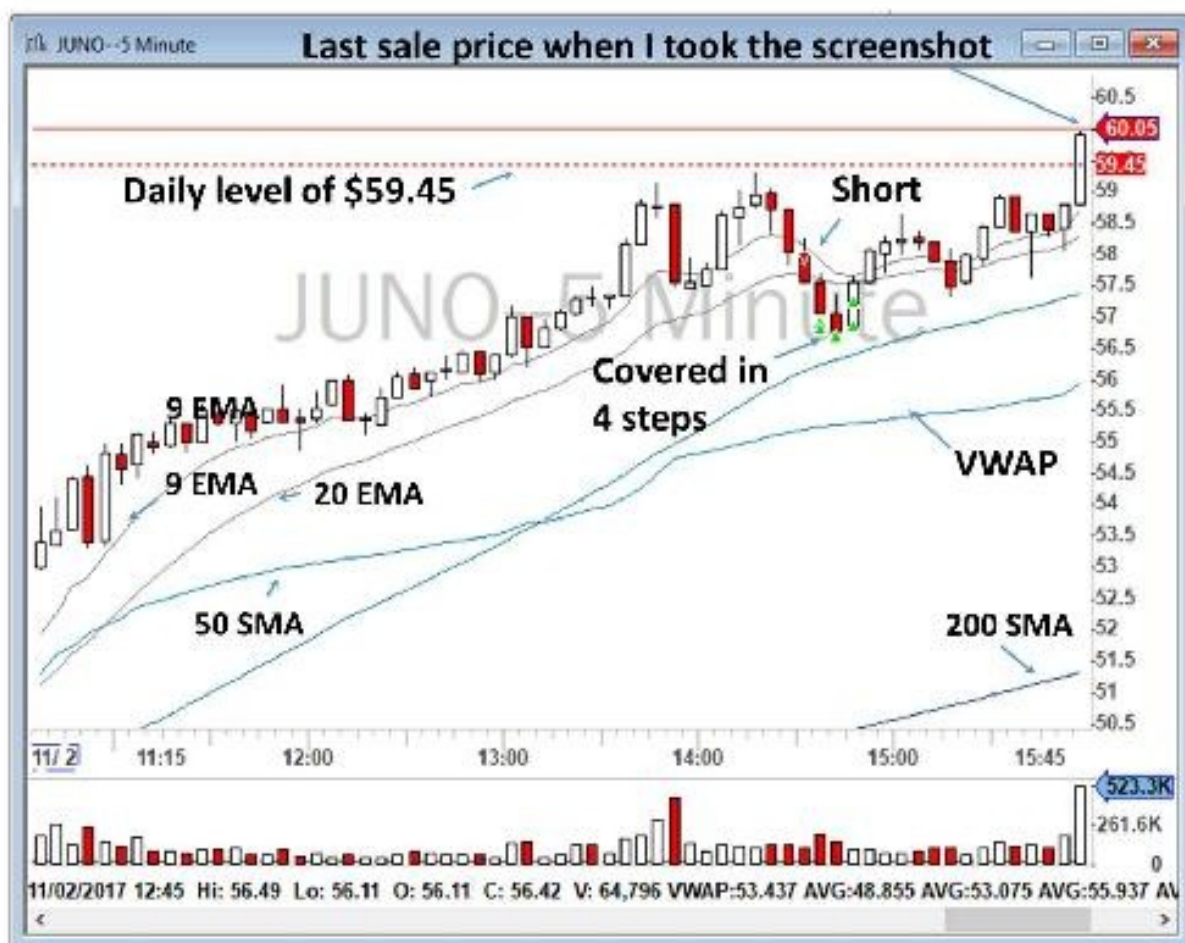 JUNO--5 Minute
Last sale price when I took the screenshot
60.5
60.05
59.45
Daily level of $59.45
59
Short
58.5
58
JUNO--5 Minute
57.5
57
56.5
Covered in
4 steps
56
9 EMA
55.5
55
VWAP
9 EMA
20 EMA
54.5
54
53.5
53
52.5
50 SMA
200 SMA
52
51.5
51
50.5
11/ 2
11:15
12:00
13:00
14:00
15:00
15:45
523.3K
261.6K
0
11/02/2017 12:45 Hi: 56.49 Lo: 56.11 O: 56.11 C: 56.42 V: 64,796 VWAP:53.437 AVG:48.855 AVG:53.075 AVG:55.937 AV